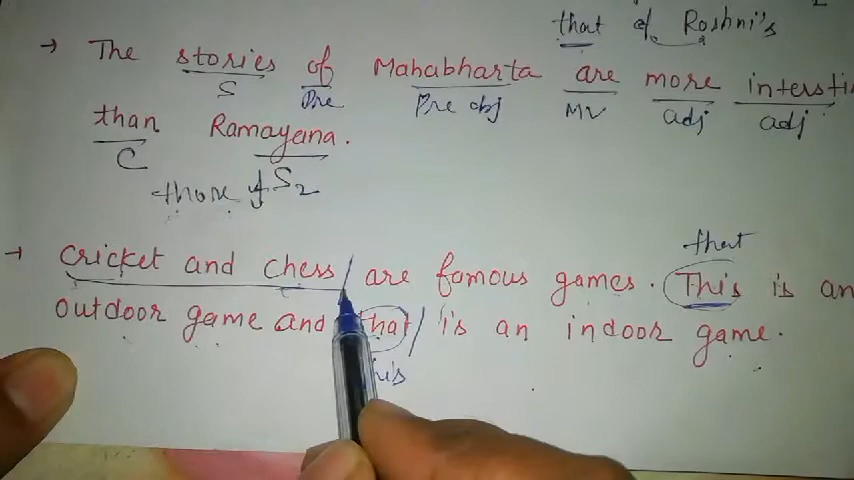 that of Roshni's
→ The stories of Mahabharta are more
S Pre Pre obj MV adj adj
than Ramayana.
C
those of S2
that
→ Cricket and chess / are famous games. This is an
outdoor game and that / is an indoor game.